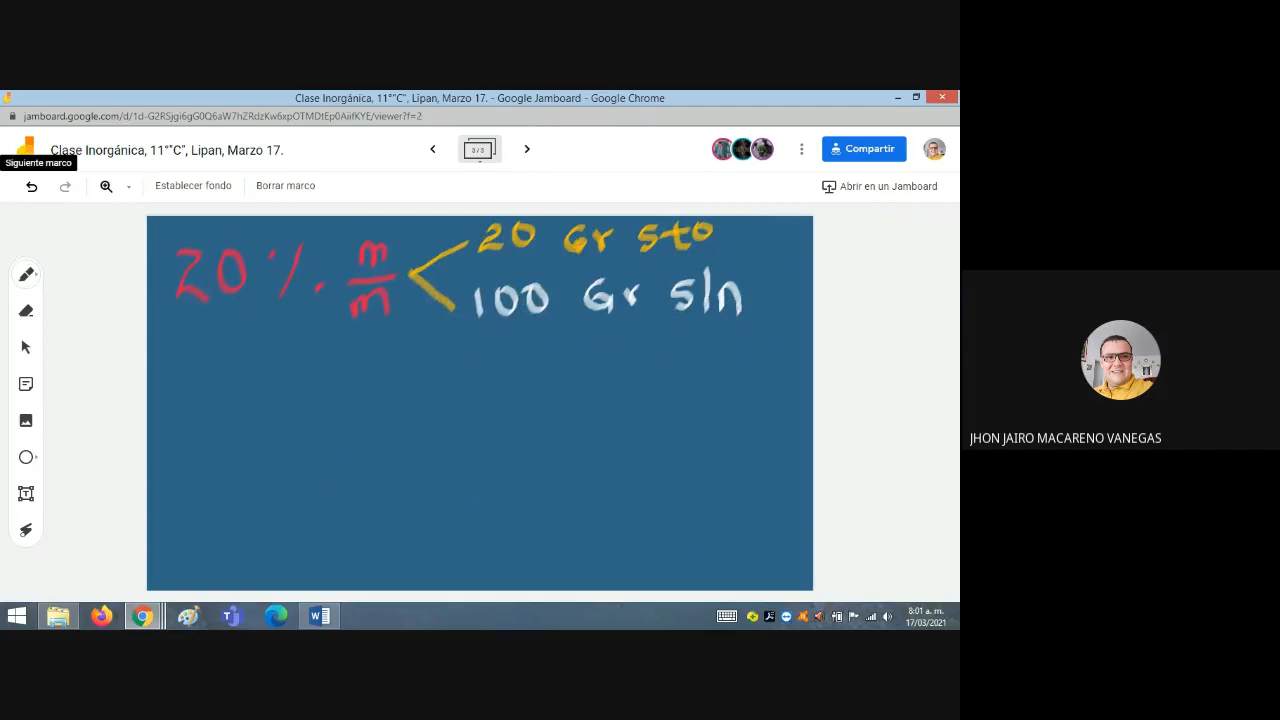 Clase Inorgánica, 11°"C", Lipan, Marzo 17. - Google Jamboard - Google Chrome
jamboard.google.com/d/1d-G2RSjgi6gG0Q6aW7hZRdzKw6xpOTMDtEp0AiifKYE/viewer?f=2
Clase Inorgánica, 11°"C", Lipan, Marzo 17.
3/3
Compartir
Siguiente marco
Establecer fondo
Borrar marco
Abrir en un Jamboard
20 % m/m
20 Gr sto
100 Gr sln
JHON JAIRO MACARENO VANEGAS
8:01 a. m.
17/03/2021